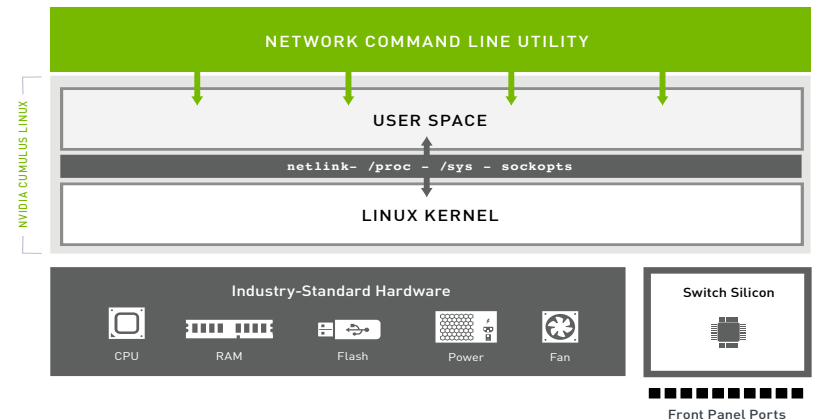 NETWORK COMMAND LINE UTILITY
NVIDIA CUMULUS LINUX
USER SPACE
netlink- /proc - /sys - sockopts
LINUX KERNEL
Industry-Standard Hardware
CPU
RAM
Flash
Power
Fan
Switch Silicon
Front Panel Ports